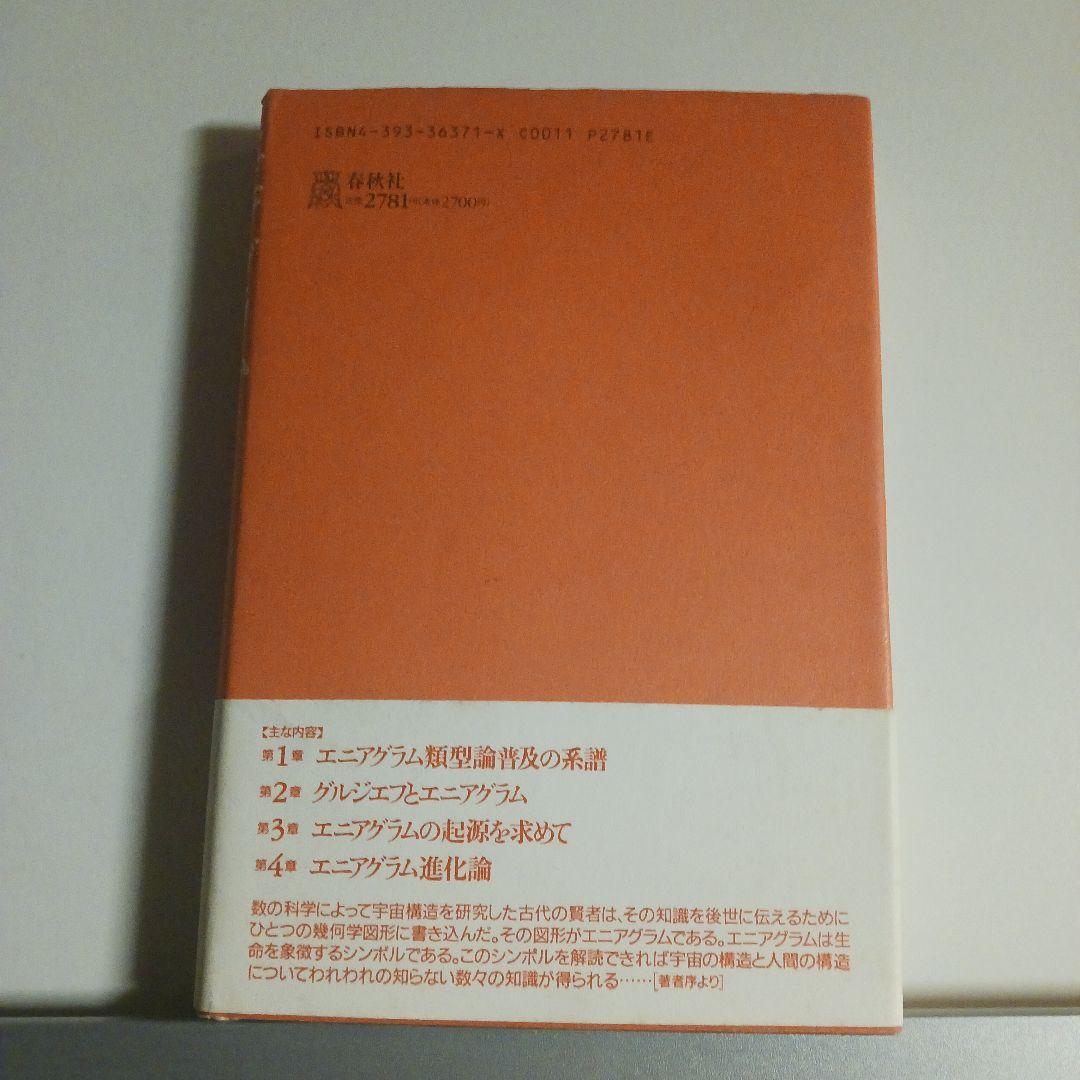 ISBN4-393-36371-X C0011 P2781E
春秋社
定価2781円(本体2700円)
【主な内容】
第1章 エニアグラム類型論普及の系譜
第2章 グルジエフとエニアグラム
第3章 エニアグラムの起源を求めて
第4章 エニアグラム進化論
数の科学によって宇宙構造を研究した古代の賢者は、その知識を後世に伝えるために
ひとつの幾何学図形に書き込んだ。その図形がエニアグラムである。エニアグラムは生
命を象徴するシンボルである。このシンボルを解読できれば宇宙の構造と人間の構造
についてわれわれの知らない数々の知識が得られる……[著者序より]